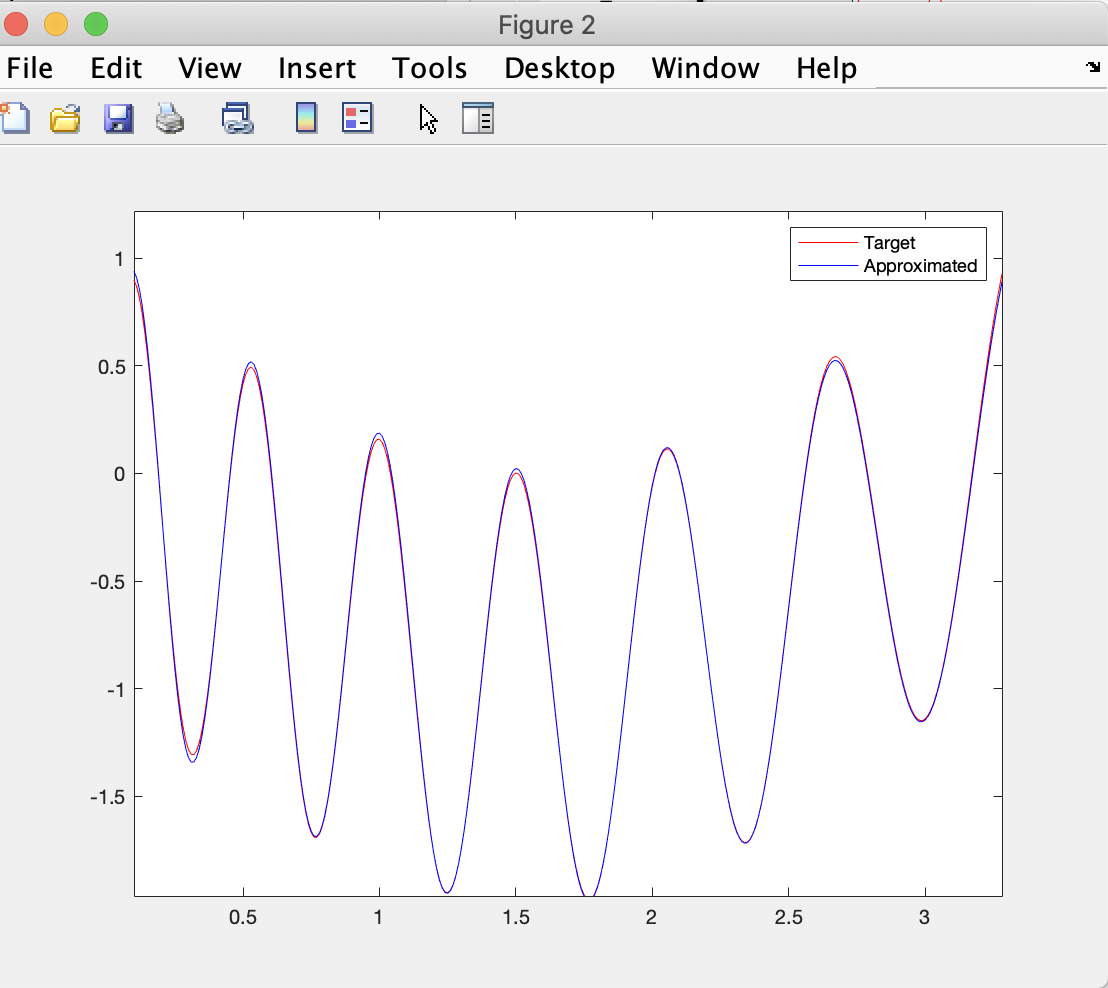 Figure 2
File Edit View Insert Tools Desktop Window Help
Target
Approximated
1
0.5
0
-0.5
-1
-1.5
0.5 1 1.5 2 2.5 3